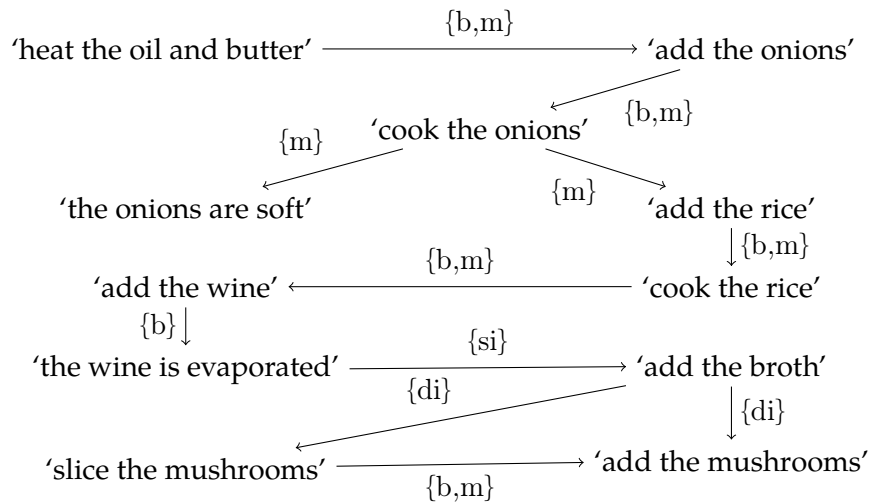 {b,m}
‘heat the oil and butter’ ‘add the onions’
{b,m}
‘cook the onions’
{m}
{m}
‘the onions are soft’ ‘add the rice’
{b,m}
{b,m}
‘add the wine’ ‘cook the rice’
{b}
{si}
‘the wine is evaporated’ ‘add the broth’
{di}
{di}
‘slice the mushrooms’ ‘add the mushrooms’
{b,m}